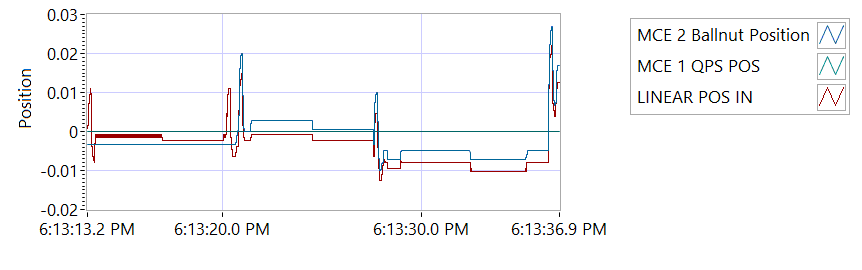 0.03
0.02
0.01
0
-0.01
-0.02
Position
6:13:13.2 PM
6:13:20.0 PM
6:13:30.0 PM
6:13:36.9 PM
MCE 2 Ballnut Position
MCE 1 QPS POS
LINEAR POS IN